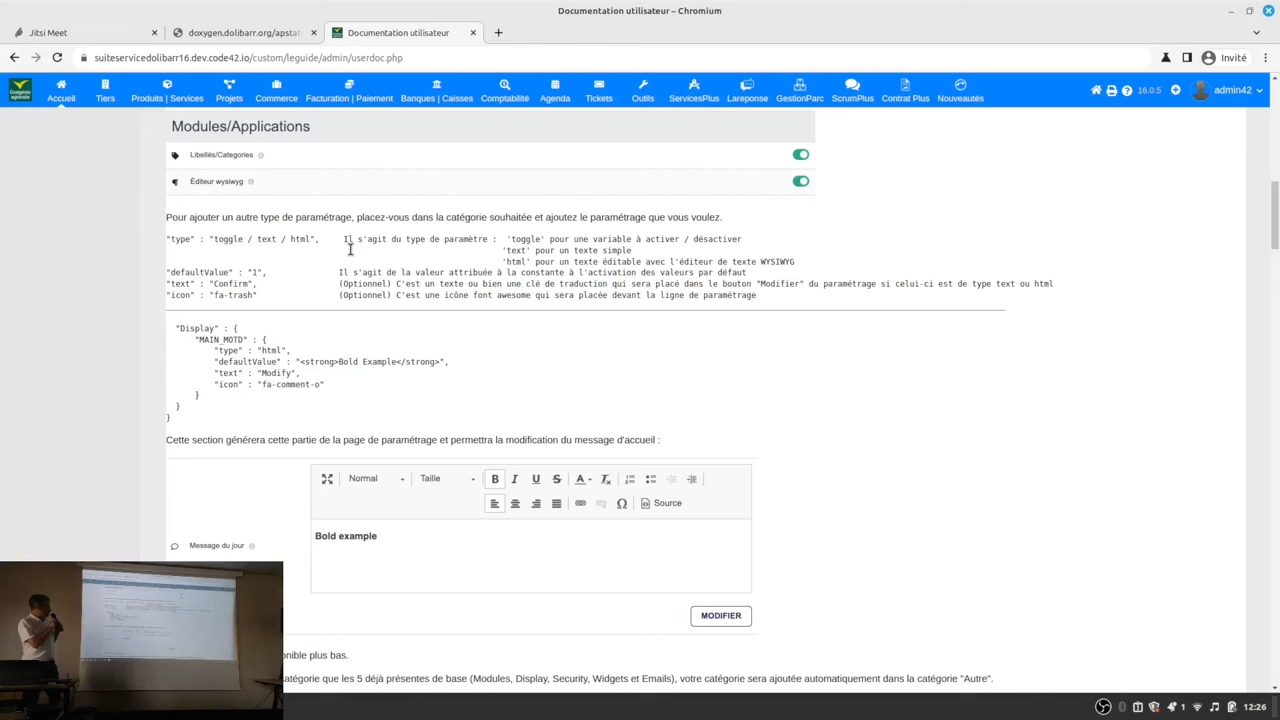 Documentation utilisateur – Chromium
Jitsi Meet
doxygen.dolibarr.org/apstat
Documentation utilisateur
suiteservicedolibarr16.dev.code42.io/custom/leguide/admin/userdoc.php
Invité
Accueil
Tiers
Produits | Services
Projets
Commerce
Facturation | Paiement
Banques | Caisses
Comptabilité
Agenda
Tickets
Outils
ServicesPlus
Lareponse
GestionParc
ScrumPlus
Contrat Plus
Nouveautés
16.0.5
admin42
Modules/Applications
Libellés/Categories
Éditeur wysiwyg
Pour ajouter un autre type de paramétrage, placez-vous dans la catégorie souhaitée et ajoutez le paramétrage que vous voulez.
"type" : "toggle / text / html", Il s'agit du type de paramètre : 'toggle' pour une variable à activer / désactiver
'text' pour un texte simple
'html' pour un texte éditable avec l'éditeur de texte WYSIWYG
"defaultValue" : "1", Il s'agit de la valeur attribuée à la constante à l'activation des valeurs par défaut
"text" : "Confirm", (Optionnel) C'est un texte ou bien une clé de traduction qui sera placé dans le bouton "Modifier" du paramétrage si celui-ci est de type text ou html
"icon" : "fa-trash" (Optionnel) C'est une icône font awesome qui sera placée devant la ligne de paramétrage
"Display" : {
"MAIN_MOTD" : {
"type" : "html",
"defaultValue" : "<strong>Bold Example</strong>",
"text" : "Modify",
"icon" : "fa-comment-o"
}
}
}
Cette section générera cette partie de la page de paramétrage et permettra la modification du message d'accueil :
Normal
Taille
Source
Bold example
Message du jour
MODIFIER
onible plus bas.
catégorie que les 5 déjà présentes de base (Modules, Display, Security, Widgets et Emails), votre catégorie sera ajoutée automatiquement dans la catégorie "Autre".
1
12:26